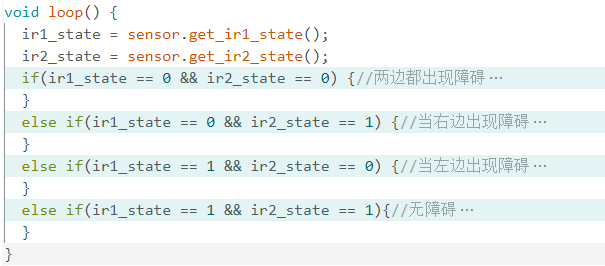 void loop() {
  ir1_state = sensor.get_ir1_state();
  ir2_state = sensor.get_ir2_state();
  if(ir1_state == 0 && ir2_state == 0) {//两边都出现障碍…
  }
  else if(ir1_state == 0 && ir2_state == 1) {//当右边出现障碍…
  }
  else if(ir1_state == 1 && ir2_state == 0) {//当左边出现障碍…
  }
  else if(ir1_state == 1 && ir2_state == 1){//无障碍…
  }
}